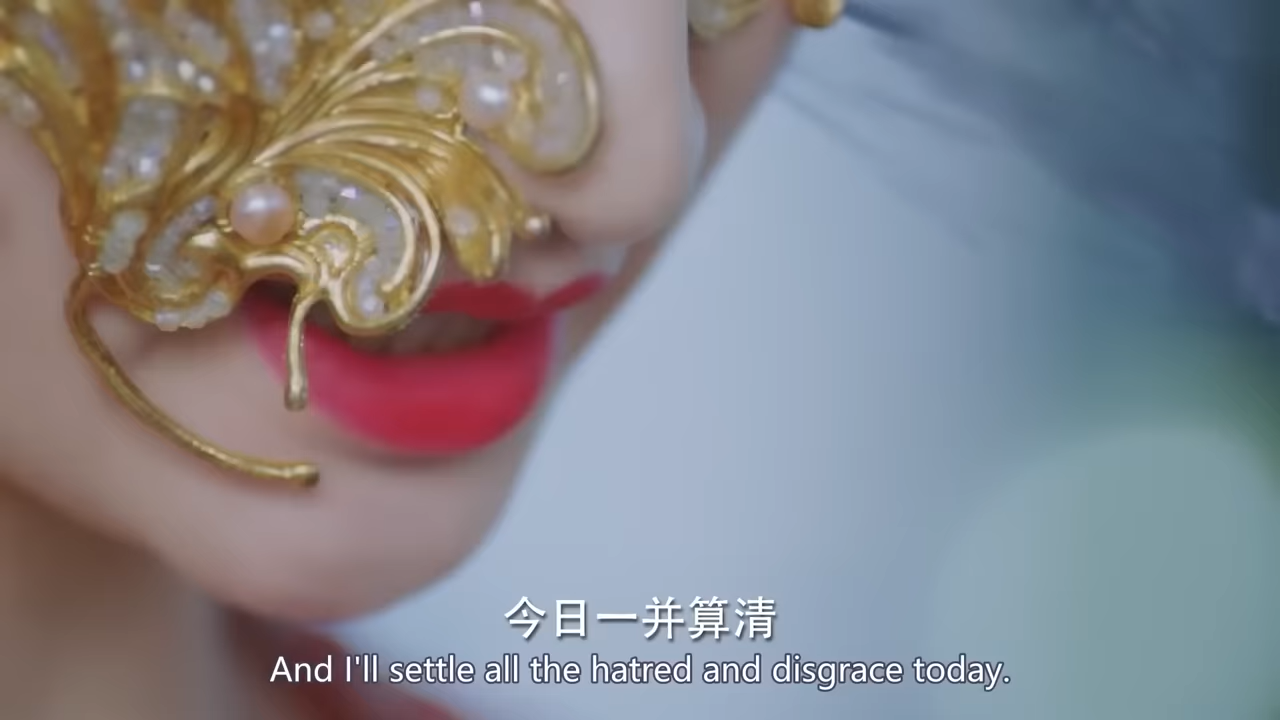 今日一并算清
And I'll settle all the hatred and disgrace today.